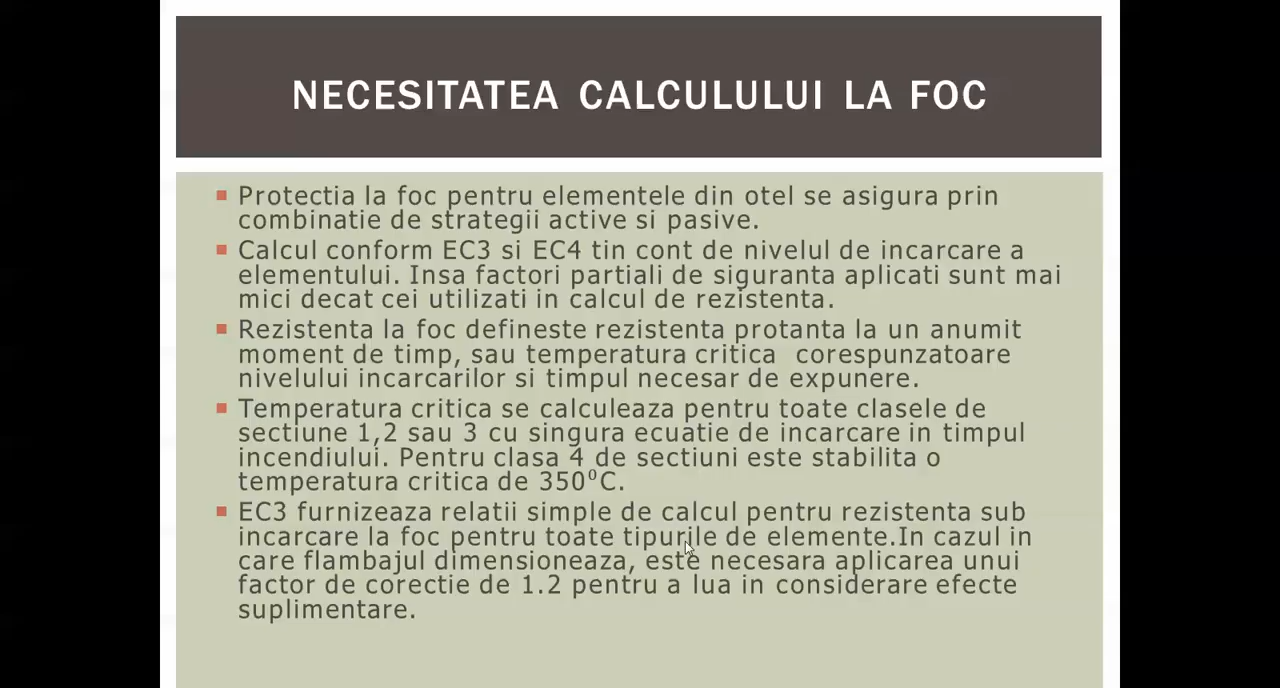 NECESITATEA CALCULULUI LA FOC
Protectia la foc pentru elementele din otel se asigura prin
combinatie de strategii active si pasive.
Calcul conform EC3 si EC4 tin cont de nivelul de incarcare a
elementului. Insa factori partiali de siguranta aplicati sunt mai
mici decat cei utilizati in calcul de rezistenta.
Rezistenta la foc defineste rezistenta protanta la un anumit
moment de timp, sau temperatura critica  corespunzatoare
nivelului incarcarilor si timpul necesar de expunere.
Temperatura critica se calculeaza pentru toate clasele de
sectiune 1,2 sau 3 cu singura ecuatie de incarcare in timpul
incendiului. Pentru clasa 4 de sectiuni este stabilita o
temperatura critica de 350⁰C.
EC3 furnizeaza relatii simple de calcul pentru rezistenta sub
incarcare la foc pentru toate tipurile de elemente.In cazul in
care flambajul dimensioneaza, este necesara aplicarea unui
factor de corectie de 1.2 pentru a lua in considerare efecte
suplimentare.